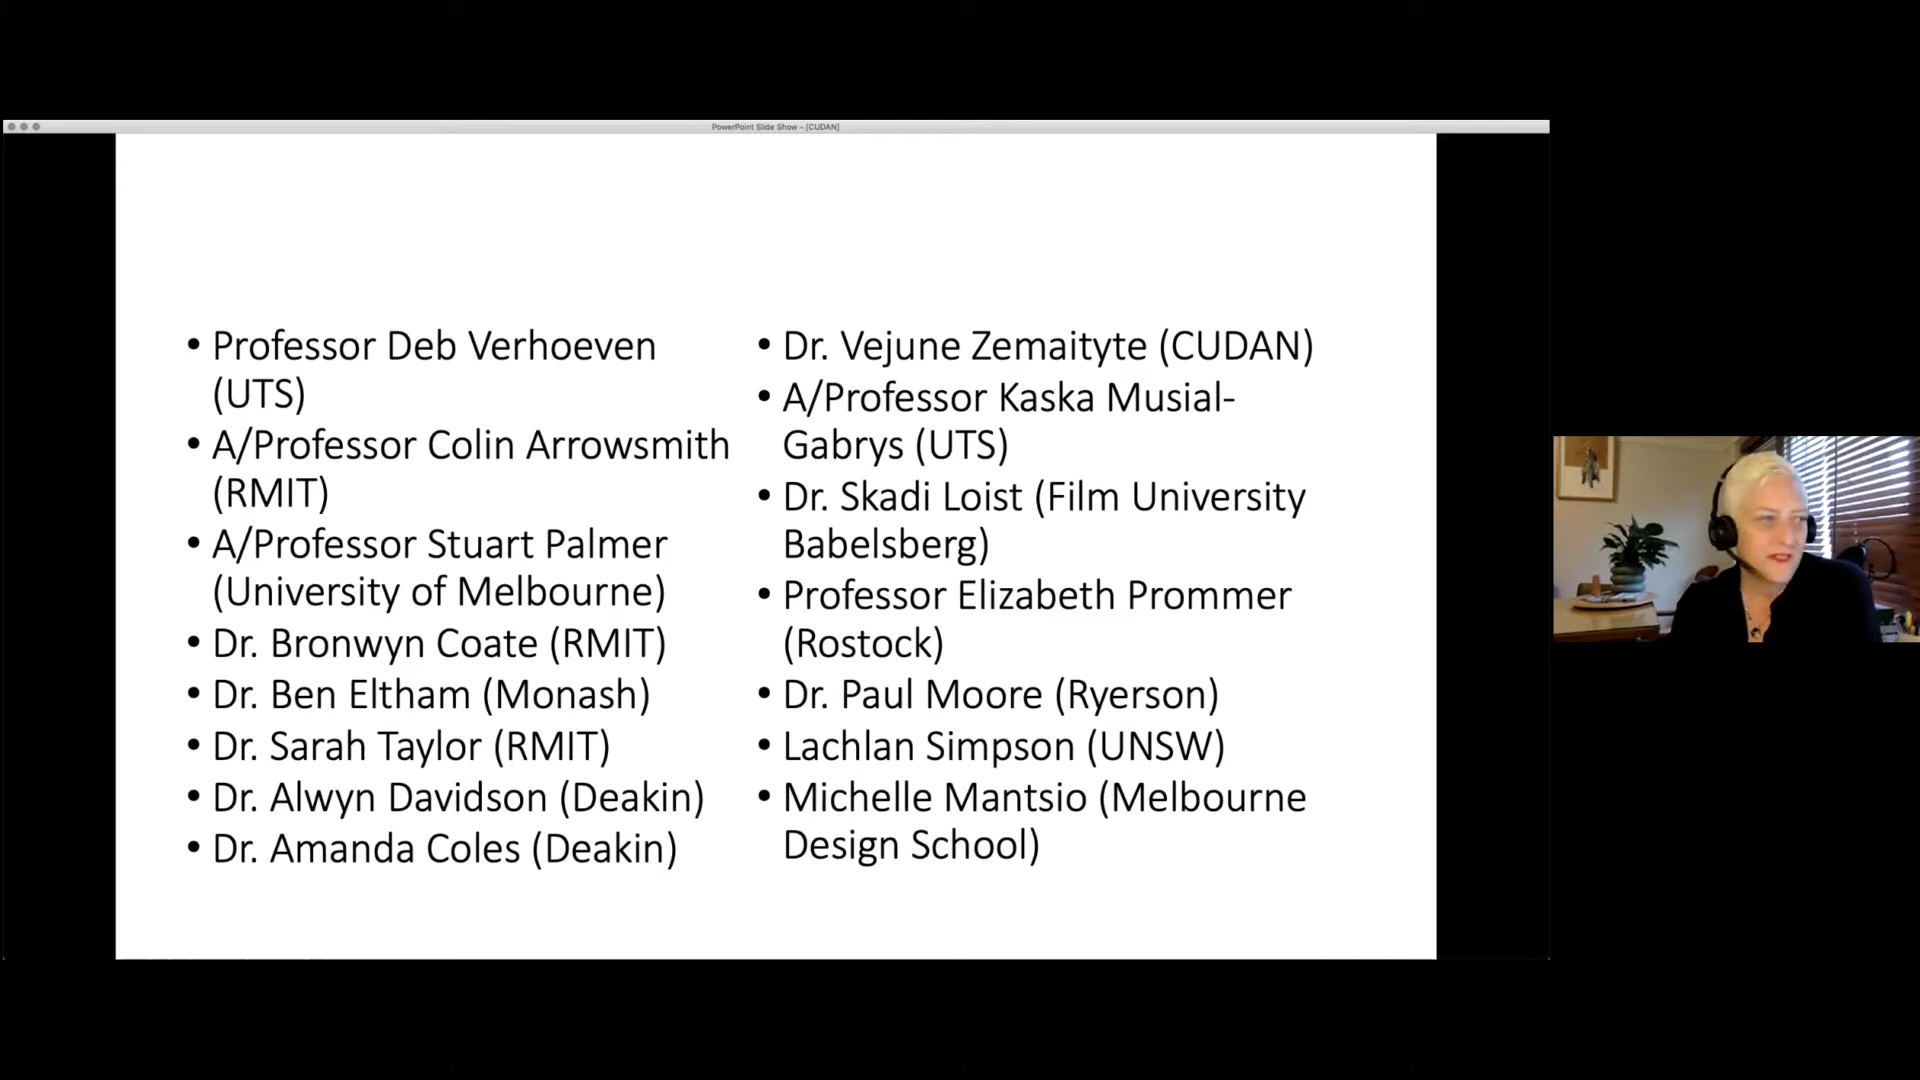 PowerPoint Slide Show – [CUDAN]
• Professor Deb Verhoeven
(UTS)
• A/Professor Colin Arrowsmith
(RMIT)
• A/Professor Stuart Palmer
(University of Melbourne)
• Dr. Bronwyn Coate (RMIT)
• Dr. Ben Eltham (Monash)
• Dr. Sarah Taylor (RMIT)
• Dr. Alwyn Davidson (Deakin)
• Dr. Amanda Coles (Deakin)
• Dr. Vejune Zemaityte (CUDAN)
• A/Professor Kaska Musial-
Gabrys (UTS)
• Dr. Skadi Loist (Film University
Babelsberg)
• Professor Elizabeth Prommer
(Rostock)
• Dr. Paul Moore (Ryerson)
• Lachlan Simpson (UNSW)
• Michelle Mantsio (Melbourne
Design School)